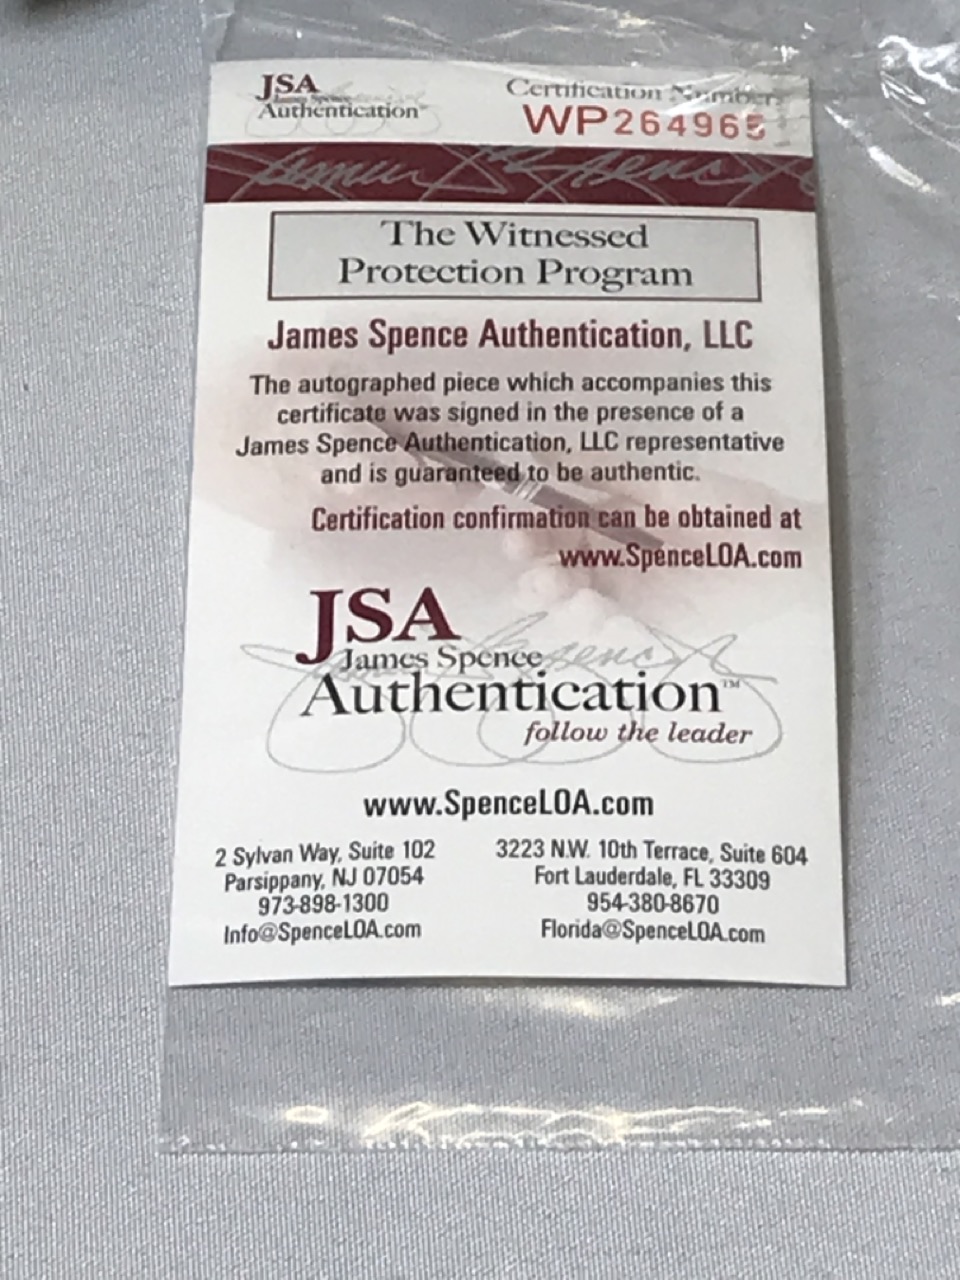 JSA
James Spence
Authentication™
Certification Number
WP264965
The Witnessed
Protection Program
James Spence Authentication, LLC
The autographed piece which accompanies this
certificate was signed in the presence of a
James Spence Authentication, LLC representative
and is guaranteed to be authentic.
Certification confirmation can be obtained at
www.SpenceLOA.com
JSA
James Spence
Authentication™
follow the leader
www.SpenceLOA.com
2 Sylvan Way, Suite 102
Parsippany, NJ 07054
973-898-1300
Info@SpenceLOA.com
3223 N.W. 10th Terrace, Suite 604
Fort Lauderdale, FL 33309
954-380-8670
Florida@SpenceLOA.com